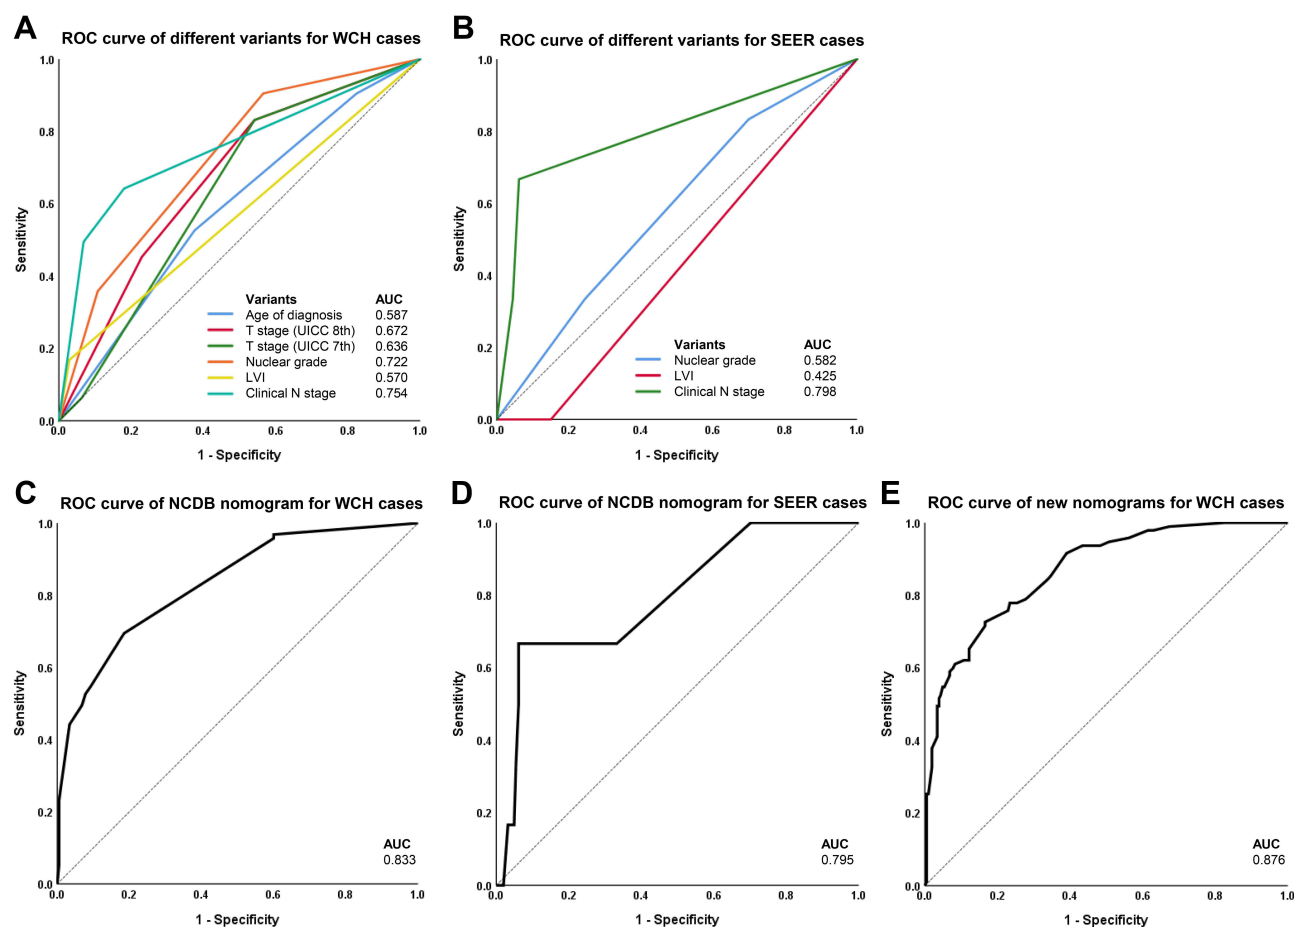 A
ROC curve of different variants for WCH cases
1.0
0.8
0.6
0.4
0.2
0.0
Sensitivity
0.0 0.2 0.4 0.6 0.8 1.0
1 - Specificity
Variants AUC
Age of diagnosis 0.587
T stage (UICC 8th) 0.672
T stage (UICC 7th) 0.636
Nuclear grade 0.722
LVI 0.570
Clinical N stage 0.754
B
ROC curve of different variants for SEER cases
1.0
0.8
0.6
0.4
0.2
0.0
Sensitivity
0.0 0.2 0.4 0.6 0.8 1.0
1 - Specificity
Variants AUC
Nuclear grade 0.582
LVI 0.425
Clinical N stage 0.798
C
ROC curve of NCDB nomogram for WCH cases
1.0
0.8
0.6
0.4
0.2
0.0
Sensitivity
0.0 0.2 0.4 0.6 0.8 1.0
1 - Specificity
AUC
0.833
D
ROC curve of NCDB nomogram for SEER cases
1.0
0.8
0.6
0.4
0.2
0.0
Sensitivity
0.0 0.2 0.4 0.6 0.8 1.0
1 - Specificity
AUC
0.795
E
ROC curve of new nomograms for WCH cases
1.0
0.8
0.6
0.4
0.2
0.0
Sensitivity
0.0 0.2 0.4 0.6 0.8 1.0
1 - Specificity
AUC
0.876